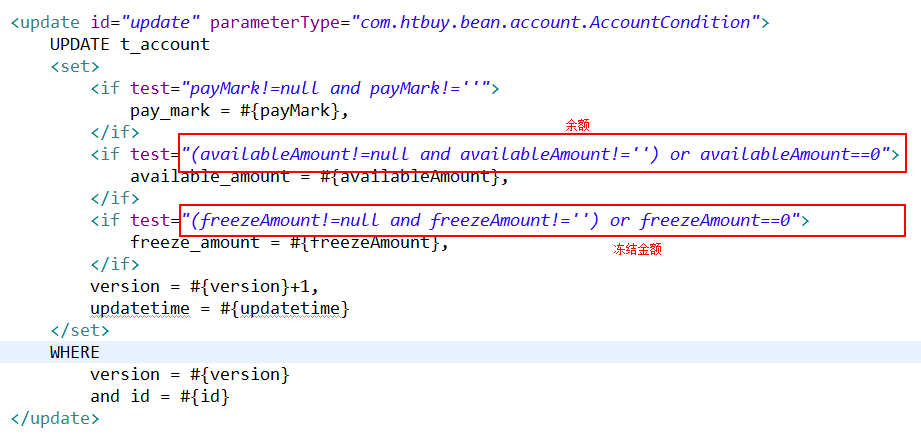 <update id="update" parameterType="com.htbuy.bean.account.AccountCondition">
    UPDATE t_account
    <set>
        <if test="payMark!=null and payMark!=''">
            pay_mark = #{payMark},
        </if>
余额
        <if test="(availableAmount!=null and availableAmount!='') or availableAmount==0">
            available_amount = #{availableAmount},
        </if>
        <if test="(freezeAmount!=null and freezeAmount!='') or freezeAmount==0">
            freeze_amount = #{freezeAmount},
冻结金额
        </if>
        version = #{version}+1,
        updatetime = #{updatetime}
    </set>
    WHERE
        version = #{version}
        and id = #{id}
</update>